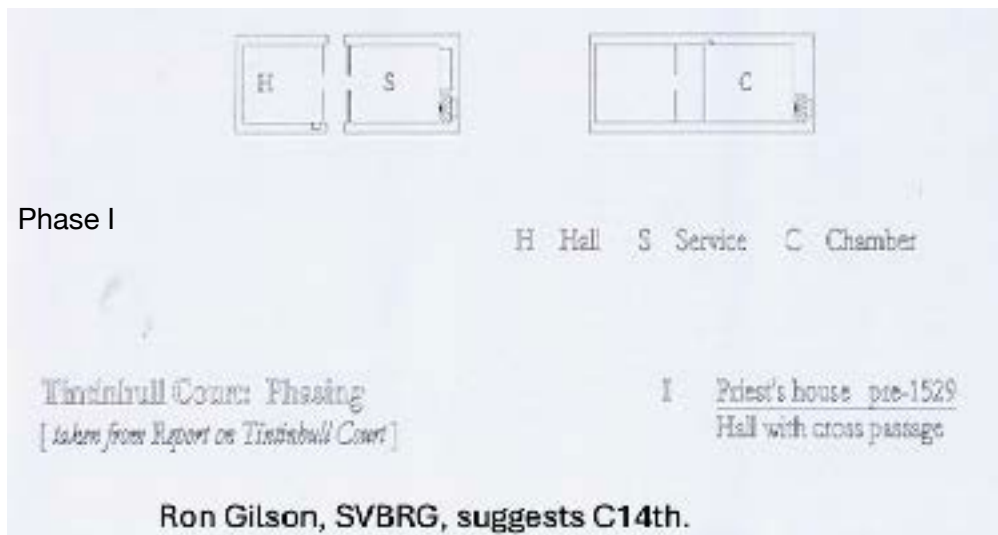 H S C
Phase I
H Hall S Service C Chamber
Tintinhull Court: Phasing
[ taken from Report on Tintinhull Court ]
I Priest's house pre-1529
Hall with cross passage
Ron Gilson, SVBRG, suggests C14th.